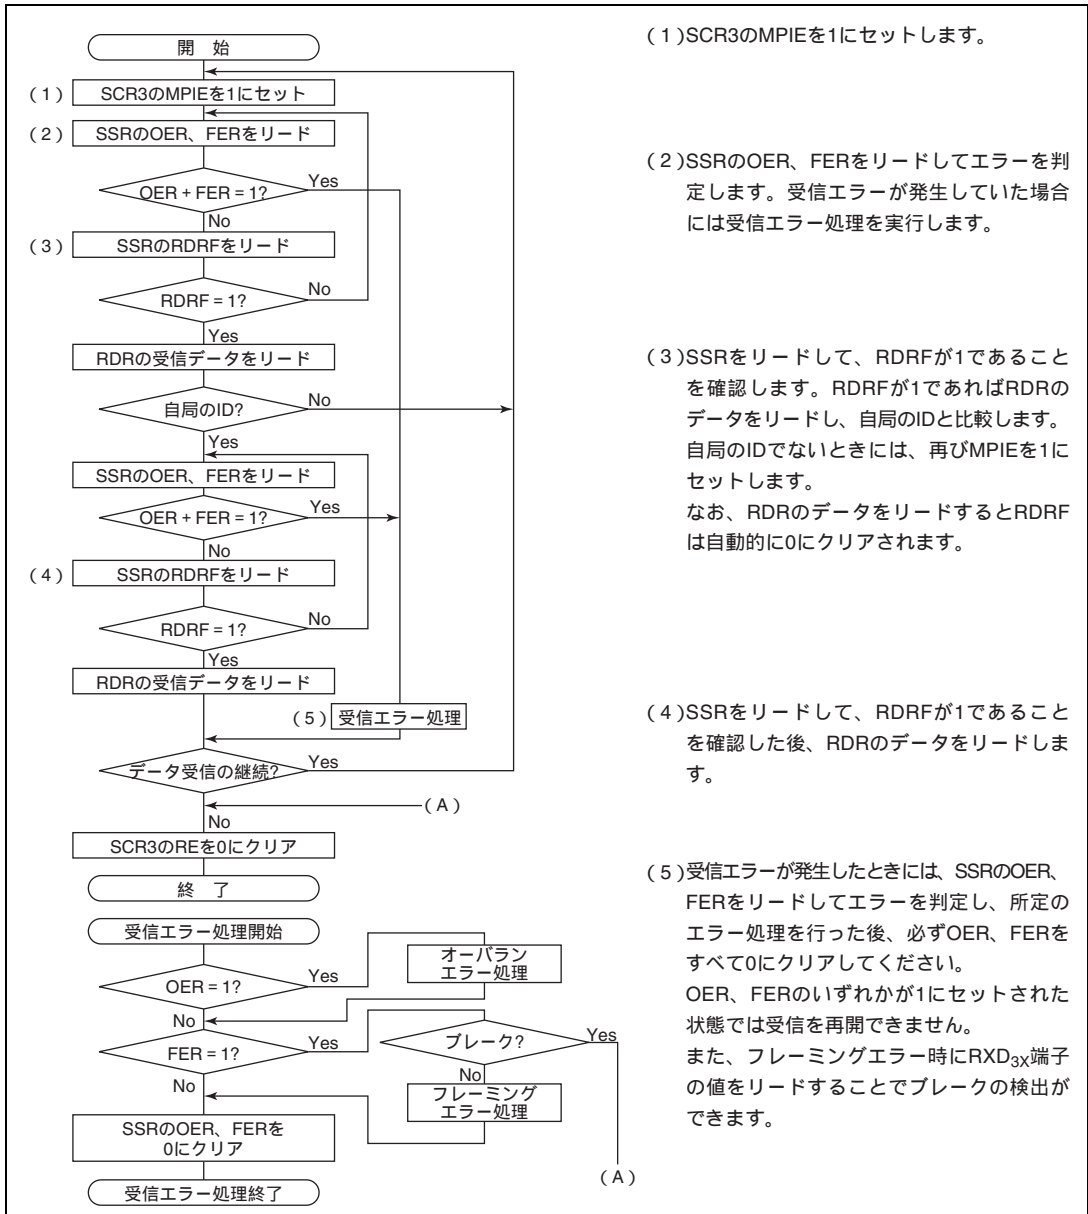 開　始
(1) SCR3のMPIEを1にセット
(2) SSRのOER、FERをリード
OER + FER = 1?
Yes
No
(3) SSRのRDRFをリード
RDRF = 1?
No
Yes
RDRの受信データをリード
自局のID?
No
Yes
SSRのOER、FERをリード
OER + FER = 1?
Yes
No
(4) SSRのRDRFをリード
RDRF = 1?
No
Yes
RDRの受信データをリード
(5) 受信エラー処理
データ受信の継続?
Yes
(A)
No
SCR3のREを0にクリア
終　了
受信エラー処理開始
OER = 1?
Yes
オーバラン
エラー処理
No
FER = 1?
Yes
ブレーク?
Yes
No
フレーミング
エラー処理
No
SSRのOER、FERを
0にクリア
(A)
受信エラー処理終了
(1)SCR3のMPIEを1にセットします。
(2)SSRのOER、FERをリードしてエラーを判
定します。受信エラーが発生していた場合
には受信エラー処理を実行します。
(3)SSRをリードして、RDRFが1であること
を確認します。RDRFが1であればRDRの
データをリードし、自局のIDと比較します。
自局のIDでないときには、再びMPIEを1に
セットします。
なお、RDRのデータをリードするとRDRF
は自動的に0にクリアされます。
(4)SSRをリードして、RDRFが1であること
を確認した後、RDRのデータをリードしま
す。
(5)受信エラーが発生したときには、SSRのOER、
FERをリードしてエラーを判定し、所定の
エラー処理を行った後、必ずOER、FERを
すべて0にクリアしてください。
OER、FERのいずれかが1にセットされた
状態では受信を再開できません。
また、フレーミングエラー時にRXD3X端子
の値をリードすることでブレークの検出が
できます。